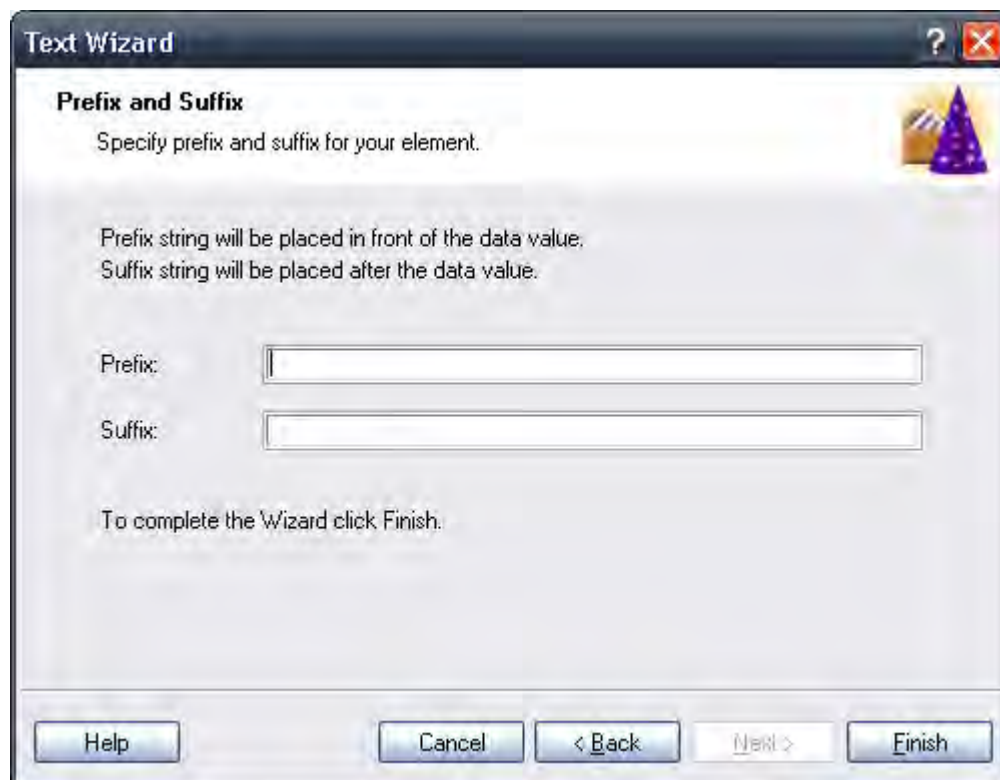 Text Wizard
?
Prefix and Suffix
Specify prefix and suffix for your element.
Prefix string will be placed in front of the data value.
Suffix string will be placed after the data value.
Prefix:
Suffix:
To complete the Wizard click Finish.
Help Cancel < Back Next > Finish